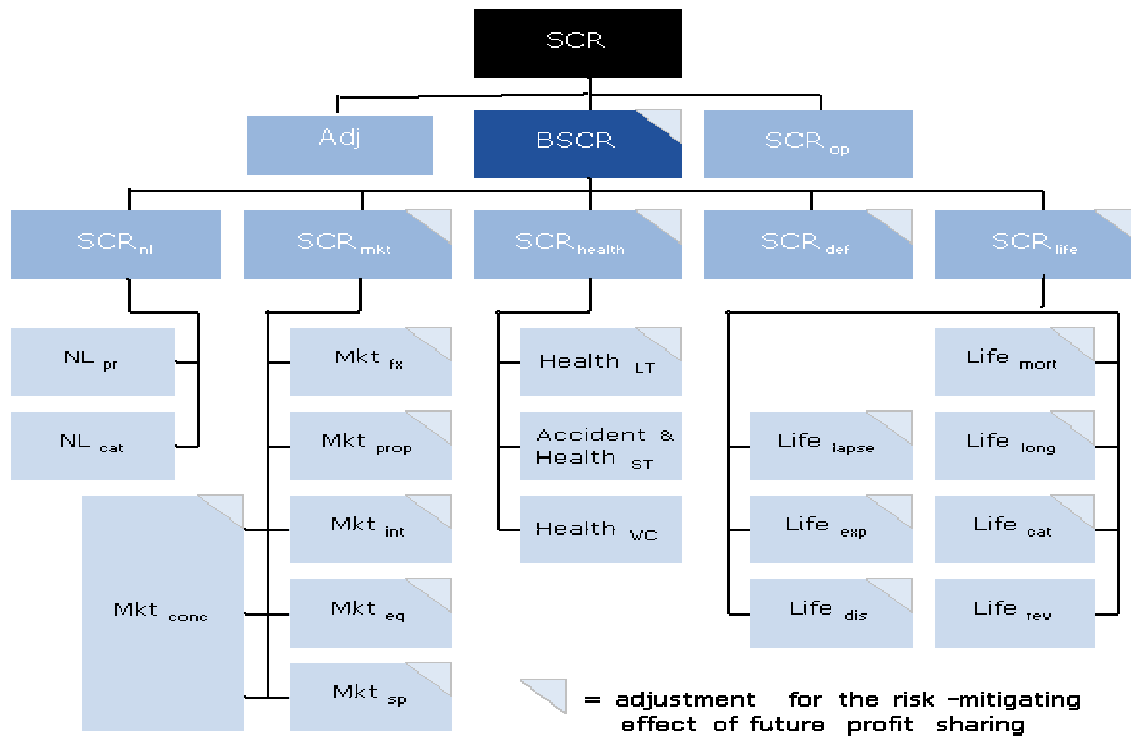 SCR
Adj
BSCR
SCR op
SCR nl
SCR mkt
SCR health
SCR def
SCR life
NL pr
Mkt fx
Health LT
Life mort
NL cat
Mkt prop
Accident &
Health ST
Life lapse
Life long
Mkt int
Health WC
Life exp
Life cat
Mkt conc
Mkt eq
Life dis
Life rev
Mkt sp
= adjustment for the risk -mitigating
effect of future profit sharing